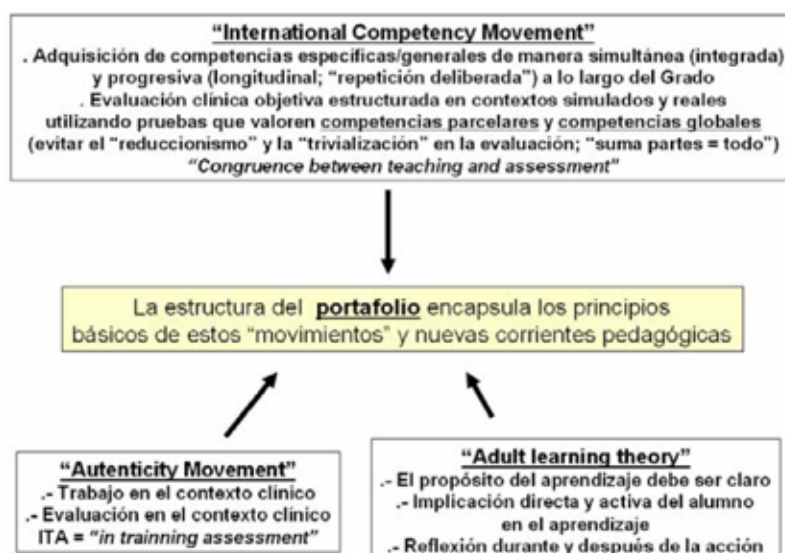 “International Competency Movement”
. Adquisición de competencias específicas/generales de manera simultánea (integrada)
y progresiva (longitudinal; “repetición deliberada”) a lo largo del Grado
. Evaluación clínica objetiva estructurada en contextos simulados y reales
utilizando pruebas que valoren competencias parcelares y competencias globales
(evitar el “reduccionismo” y la “trivialización” en la evaluación; “suma partes = todo”)
“Congruence between teaching and assessment”
La estructura del portafolio encapsula los principios
básicos de estos “movimientos” y nuevas corrientes pedagógicas
“Autenticity Movement”
.- Trabajo en el contexto clínico
.- Evaluación en el contexto clínico
ITA = “in trainning assessment”
“Adult learning theory”
.- El propósito del aprendizaje debe ser claro
.- Implicación directa y activa del alumno
en el aprendizaje
.- Reflexión durante y después de la acción